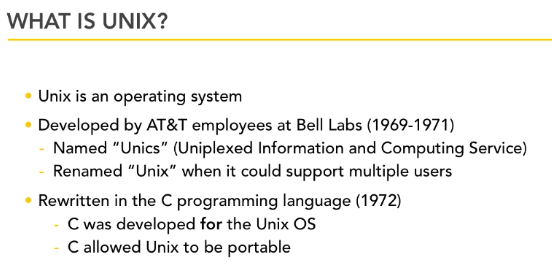 WHAT IS UNIX?
• Unix is an operating system
• Developed by AT&T employees at Bell Labs (1969-1971)
- Named “Unics” (Uniplexed Information and Computing Service)
- Renamed “Unix” when it could support multiple users
• Rewritten in the C programming language (1972)
- C was developed for the Unix OS
- C allowed Unix to be portable